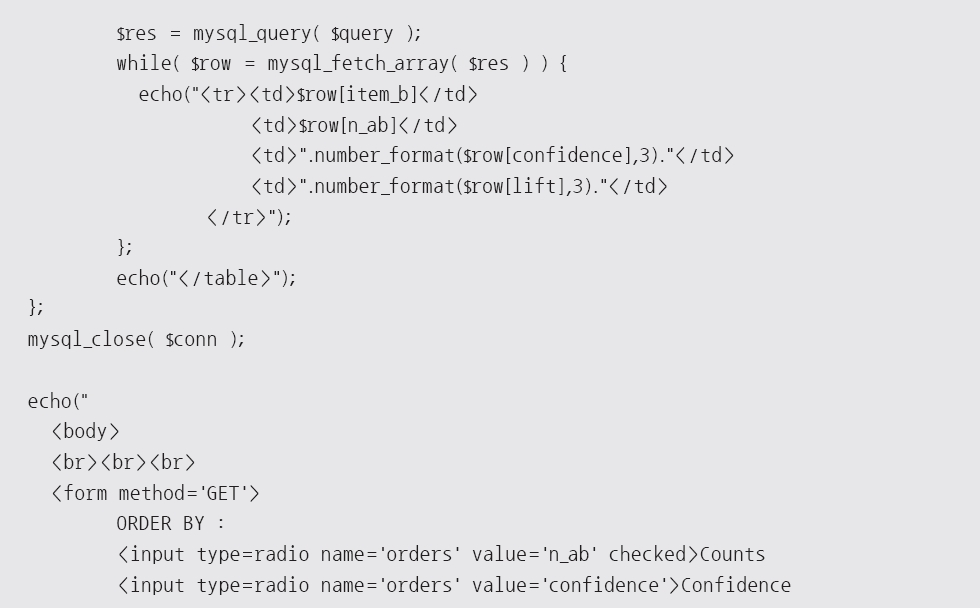 $res = mysql_query( $query );
while( $row = mysql_fetch_array( $res ) ) {
echo("<tr><td>$row[item_b]</td>
<td>$row[n_ab]</td>
<td>".number_format($row[confidence],3)."</td>
<td>".number_format($row[lift],3)."</td>
</tr>");
};
echo("</table>");
};
mysql_close( $conn );
echo("
<body>
<br><br><br>
<form method='GET'>
ORDER BY :
<input type=radio name='orders' value='n_ab' checked>Counts
<input type=radio name='orders' value='confidence'>Confidence